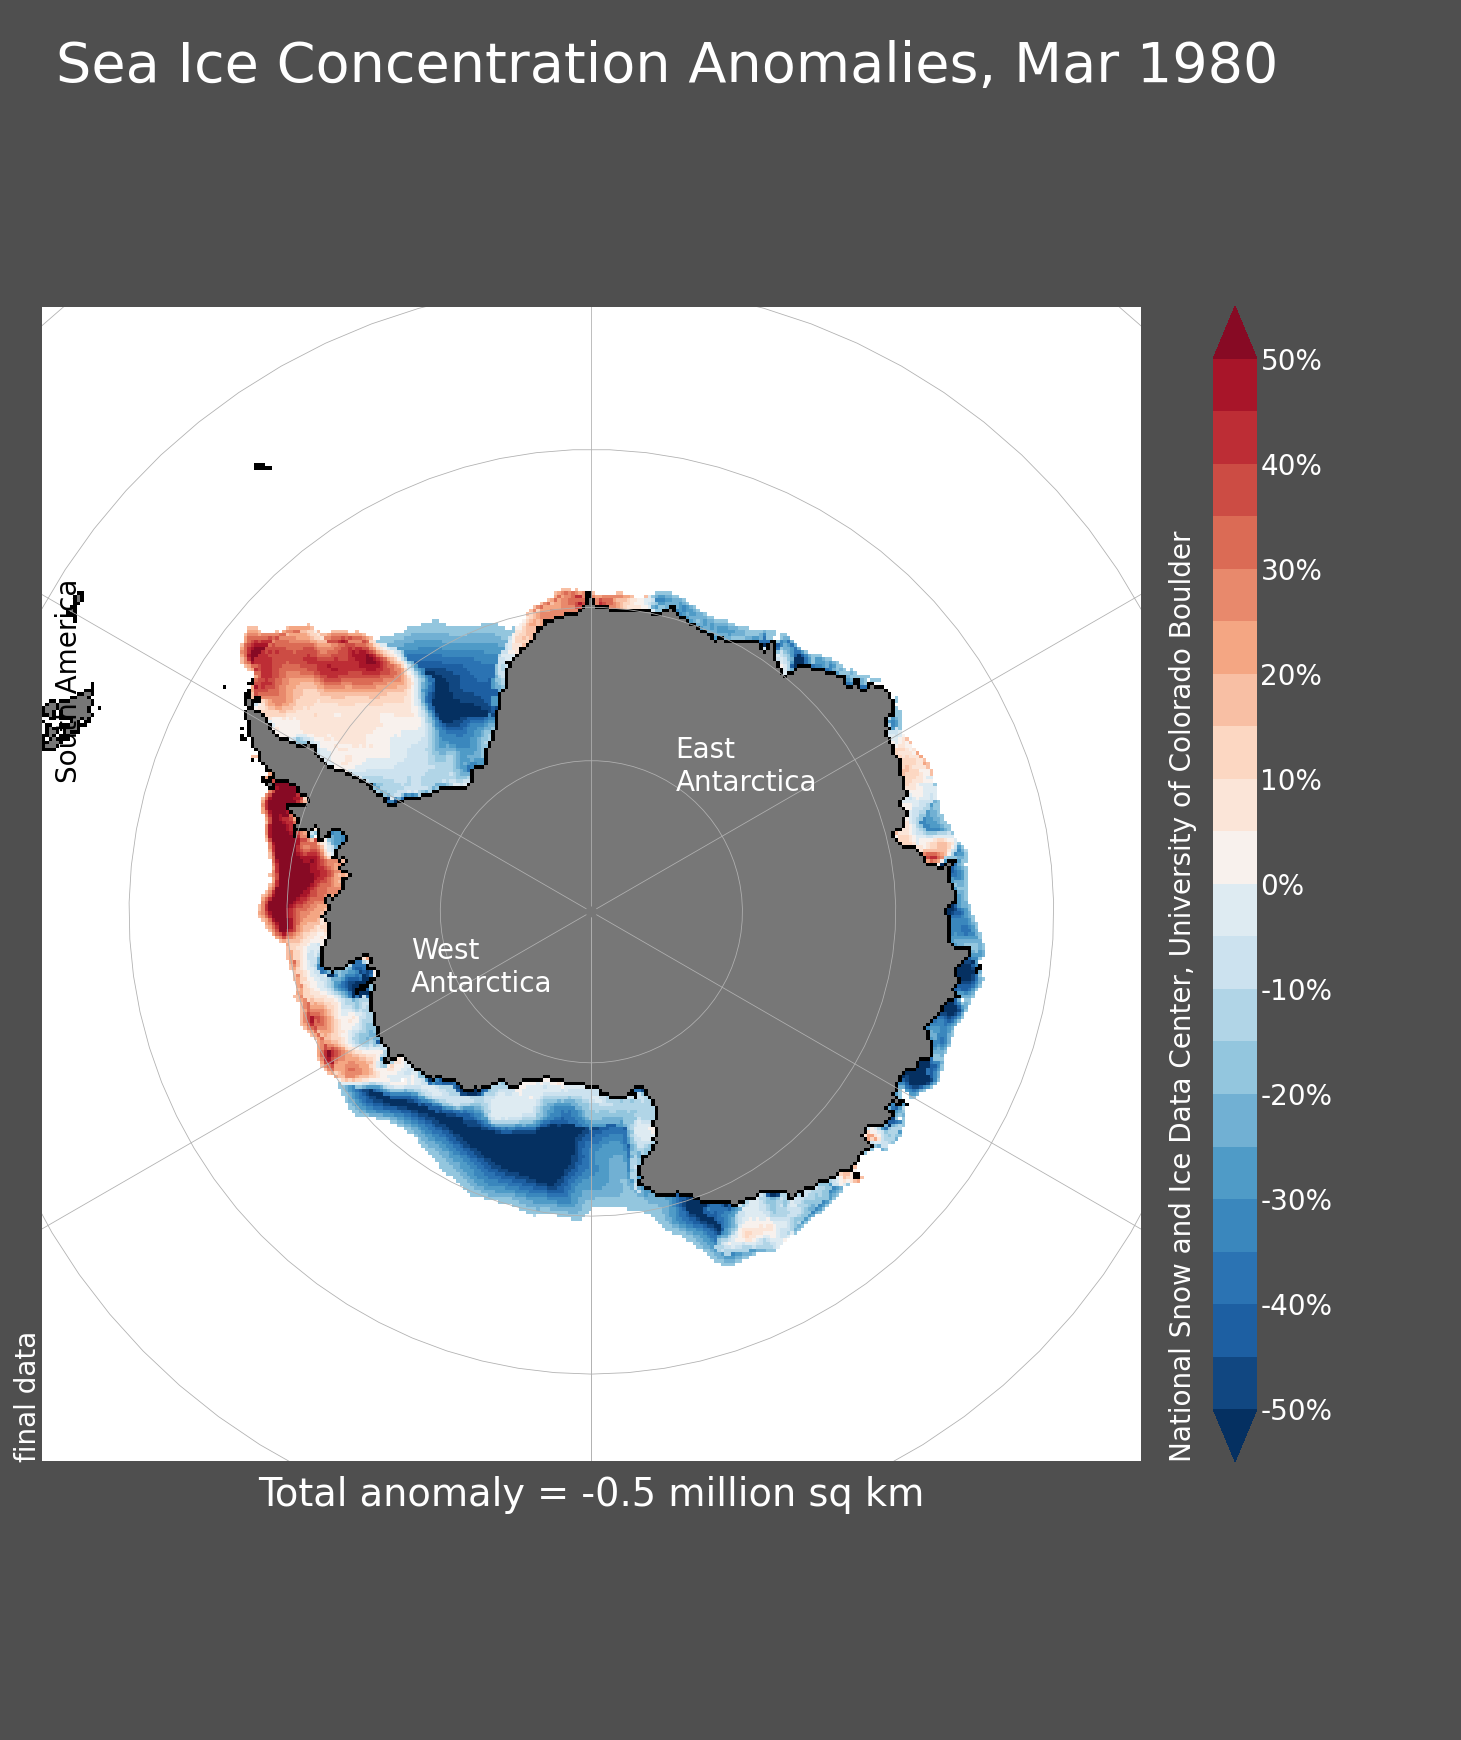 Sea Ice Concentration Anomalies, Mar 1980
South America
East
Antarctica
West
Antarctica
final data
National Snow and Ice Data Center, University of Colorado Boulder
50%
40%
30%
20%
10%
0%
-10%
-20%
-30%
-40%
-50%
Total anomaly = -0.5 million sq km